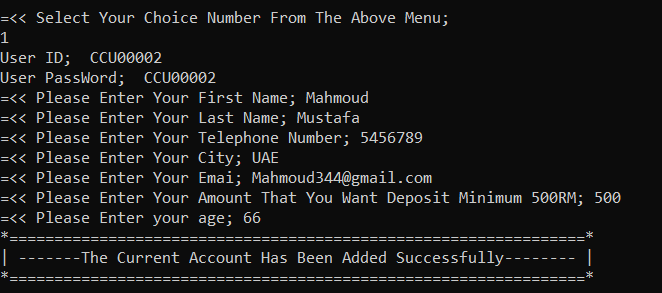 =<< Select Your Choice Number From The Above Menu;
1
User ID;  CCU00002
User PassWord;  CCU00002
=<< Please Enter Your First Name; Mahmoud
=<< Please Enter Your Last Name; Mustafa
=<< Please Enter Your Telephone Number; 5456789
=<< Please Enter Your City; UAE
=<< Please Enter Your Emai; Mahmoud344@gmail.com
=<< Please Enter Your Amount That You Want Deposit Minimum 500RM; 500
=<< Please Enter your age; 66
*================================================================*
| -------The Current Account Has Been Added Successfully-------- |
*================================================================*